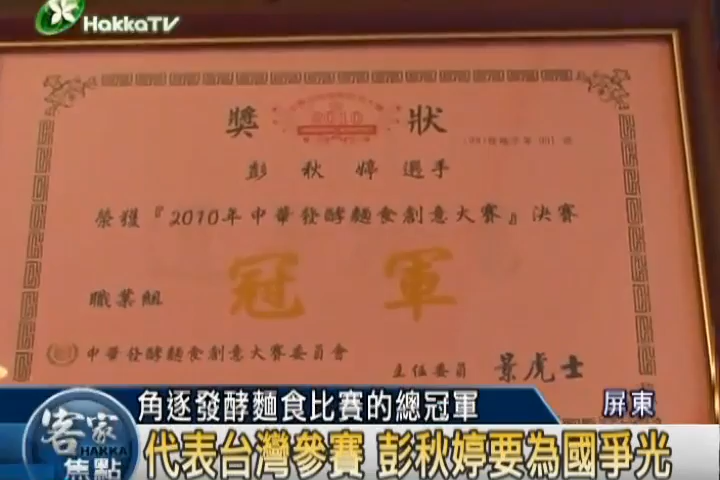 HakkaTV
獎 狀
2010
彭 秋 婷 選手
榮獲『2010年中華發酵麵食創意大賽』決賽
職業組 冠 軍
中華發酵麵食創意大賽委員會
主任委員 景虎士
角逐發酵麵食比賽的總冠軍
屏東
客家
HAKKA
焦點
代表台灣參賽 彭秋婷要為國爭光